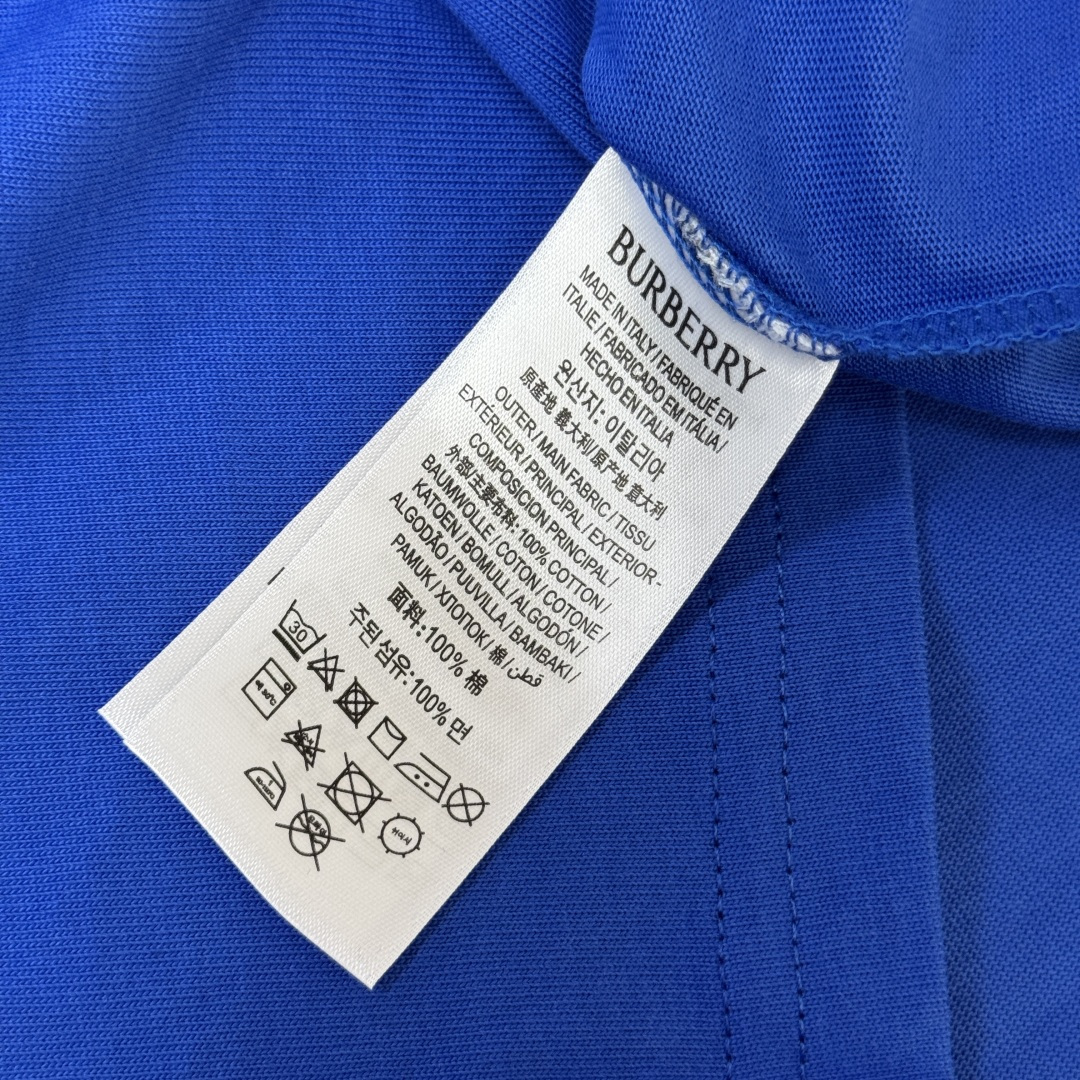 BURBERRY
MADE IN ITALY / FABRIQUÉ EN
ITALIE / FABRICADO EM ITÁLIA /
HECHO EN ITALIA
원산지: 이탈리아
原產地 義大利 / 原产地 意大利
OUTER / MAIN FABRIC / TISSU
EXTÉRIEUR / PRINCIPAL / EXTERIOR -
COMPOSICION PRINCIPAL /
外部/主要布料: 100% COTTON /
BAUMWOLLE / COTON / COTONE /
KATOEN / BOMULL / ALGODÓN /
ALGODÃO / PUUVILLA / BAMBAKI /
PAMUK / ХЛОПОК / 棉 / قطن
面料: 100% 棉
주된섬유: 100% 면
30